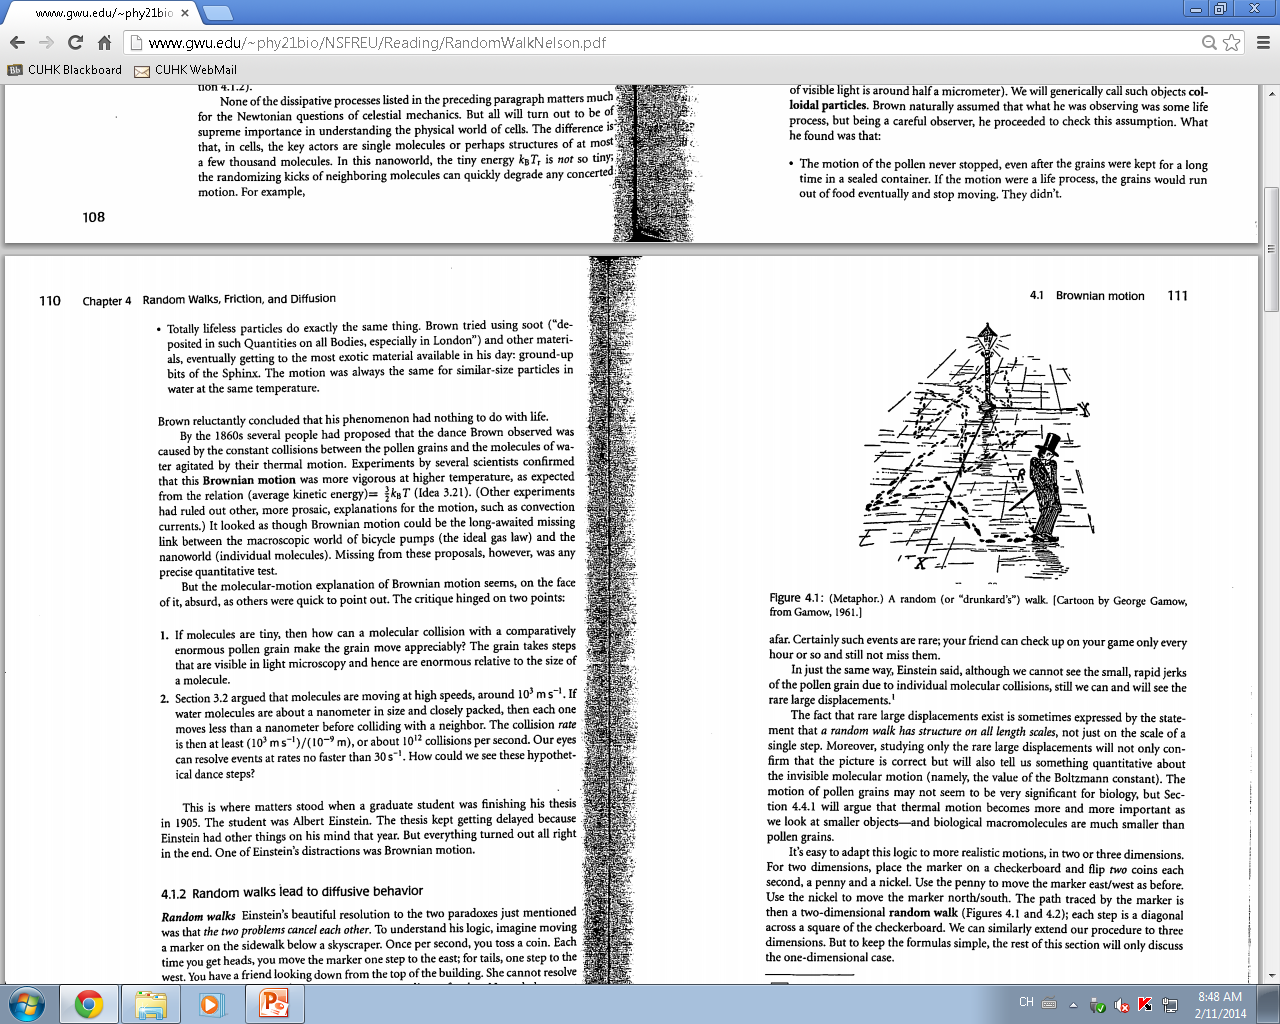 www.gwu.edu/~phy21bio
www.gwu.edu/~phy21bio/NSFREU/Reading/RandomWalkNelson.pdf
Bb CUHK Blackboard CUHK WebMail
tion 4.1.2).
None of the dissipative processes listed in the preceding paragraph matters much
for the Newtonian questions of celestial mechanics. But all will turn out to be of
supreme importance in understanding the physical world of cells. The difference is
that, in cells, the key actors are single molecules or perhaps structures of at most
a few thousand molecules. In this nanoworld, the tiny energy kBTr is not so tiny;
the randomizing kicks of neighboring molecules can quickly degrade any concerted
motion. For example,
108
of visible light is around half a micrometer). We will generically call such objects col-
loidal particles. Brown naturally assumed that what he was observing was some life
process, but being a careful observer, he proceeded to check this assumption. What
he found was that:
• The motion of the pollen never stopped, even after the grains were kept for a long
time in a sealed container. If the motion were a life process, the grains would run
out of food eventually and stop moving. They didn't.
110 Chapter 4 Random Walks, Friction, and Diffusion
• Totally lifeless particles do exactly the same thing. Brown tried using soot (“de-
posited in such Quantities on all Bodies, especially in London”) and other materi-
als, eventually getting to the most exotic material available in his day: ground-up
bits of the Sphinx. The motion was always the same for similar-size particles in
water at the same temperature.
Brown reluctantly concluded that his phenomenon had nothing to do with life.
By the 1860s several people had proposed that the dance Brown observed was
caused by the constant collisions between the pollen grains and the molecules of wa-
ter agitated by their thermal motion. Experiments by several scientists confirmed
that this Brownian motion was more vigorous at higher temperature, as expected
from the relation (average kinetic energy)= 3/2 kBT (Idea 3.21). (Other experiments
had ruled out other, more prosaic, explanations for the motion, such as convection
currents.) It looked as though Brownian motion could be the long-awaited missing
link between the macroscopic world of bicycle pumps (the ideal gas law) and the
nanoworld (individual molecules). Missing from these proposals, however, was any
precise quantitative test.
But the molecular-motion explanation of Brownian motion seems, on the face
of it, absurd, as others were quick to point out. The critique hinged on two points:
1. If molecules are tiny, then how can a molecular collision with a comparatively
enormous pollen grain make the grain move appreciably? The grain takes steps
that are visible in light microscopy and hence are enormous relative to the size of
a molecule.
2. Section 3.2 argued that molecules are moving at high speeds, around 10³ m s⁻¹. If
water molecules are about a nanometer in size and closely packed, then each one
moves less than a nanometer before colliding with a neighbor. The collision rate
is then at least (10³ m s⁻¹)/(10⁻⁹ m), or about 10¹² collisions per second. Our eyes
can resolve events at rates no faster than 30 s⁻¹. How could we see these hypothet-
ical dance steps?
This is where matters stood when a graduate student was finishing his thesis
in 1905. The student was Albert Einstein. The thesis kept getting delayed because
Einstein had other things on his mind that year. But everything turned out all right
in the end. One of Einstein's distractions was Brownian motion.
4.1.2 Random walks lead to diffusive behavior
Random walks Einstein's beautiful resolution to the two paradoxes just mentioned
was that the two problems cancel each other. To understand his logic, imagine moving
a marker on the sidewalk below a skyscraper. Once per second, you toss a coin. Each
time you get heads, you move the marker one step to the east; for tails, one step to the
west. You have a friend looking down from the top of the building. She cannot resolve
4.1 Brownian motion 111
Y
Z
X
Figure 4.1: (Metaphor.) A random (or “drunkard's”) walk. [Cartoon by George Gamow,
from Gamow, 1961.]
afar. Certainly such events are rare; your friend can check up on your game only every
hour or so and still not miss them.
In just the same way, Einstein said, although we cannot see the small, rapid jerks
of the pollen grain due to individual molecular collisions, still we can and will see the
rare large displacements.¹
The fact that rare large displacements exist is sometimes expressed by the state-
ment that a random walk has structure on all length scales, not just on the scale of a
single step. Moreover, studying only the rare large displacements will not only con-
firm that the picture is correct but will also tell us something quantitative about
the invisible molecular motion (namely, the value of the Boltzmann constant). The
motion of pollen grains may not seem to be very significant for biology, but Sec-
tion 4.4.1 will argue that thermal motion becomes more and more important as
we look at smaller objects—and biological macromolecules are much smaller than
pollen grains.
It's easy to adapt this logic to more realistic motions, in two or three dimensions.
For two dimensions, place the marker on a checkerboard and flip two coins each
second, a penny and a nickel. Use the penny to move the marker east/west as before.
Use the nickel to move the marker north/south. The path traced by the marker is
then a two-dimensional random walk (Figures 4.1 and 4.2); each step is a diagonal
across a square of the checkerboard. We can similarly extend our procedure to three
dimensions. But to keep the formulas simple, the rest of this section will only discuss
the one-dimensional case.
CH
8:48 AM
2/11/2014